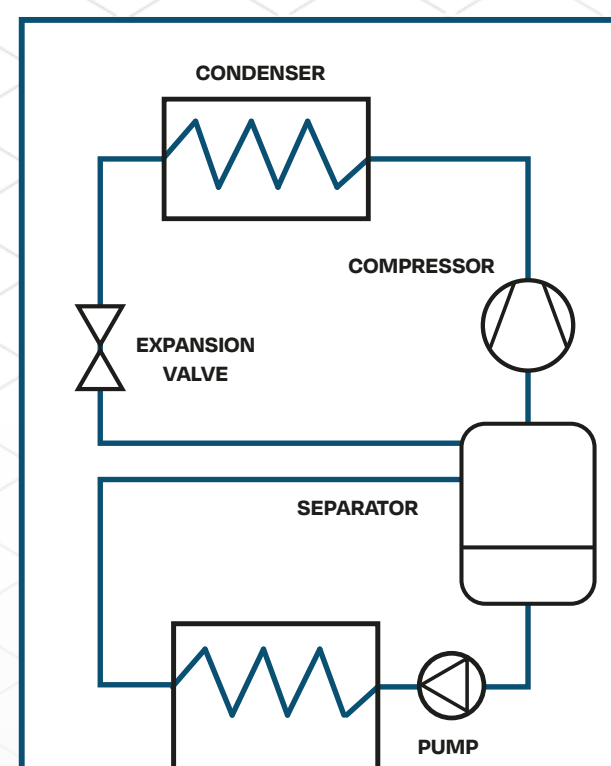 CONDENSER
COMPRESSOR
EXPANSION
VALVE
SEPARATOR
PUMP